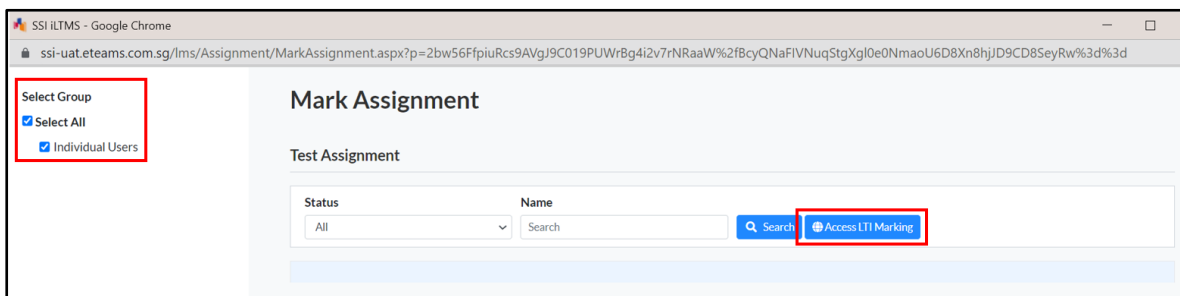 SSI iLTMS - Google Chrome
ssi-uat.eteams.com.sg/lms/Assignment/MarkAssignment.aspx?p=2bw56FfpiuRcs9AVgJ9C019PUWrBg4i2v7rNRaaW%2fBcyQNaFIVNuqStgXgl0e0NmaoU6D8Xn8hjJD9CD8SeyRw%3d%3d
Select Group
Select All
Individual Users
Mark Assignment
Test Assignment
Status Name
All Search Search Access LTI Marking